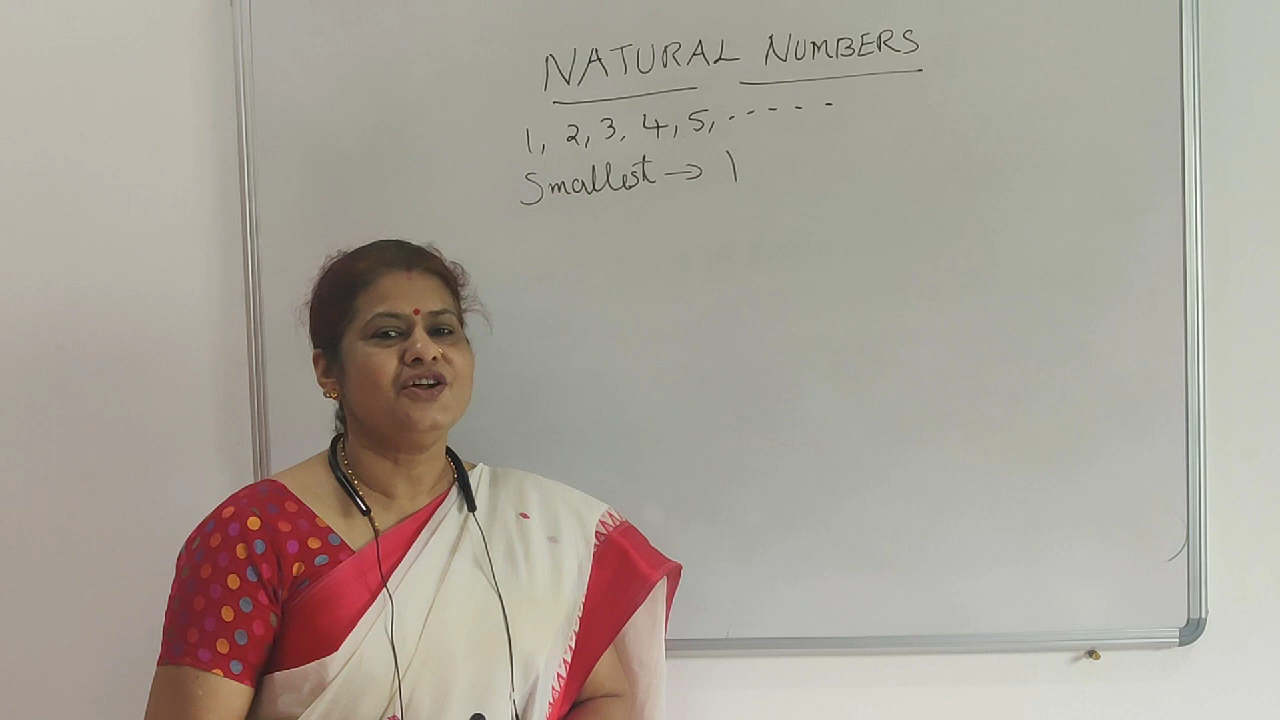 NATURAL NUMBERS
1, 2, 3, 4, 5, - - - - -
Smallest → 1